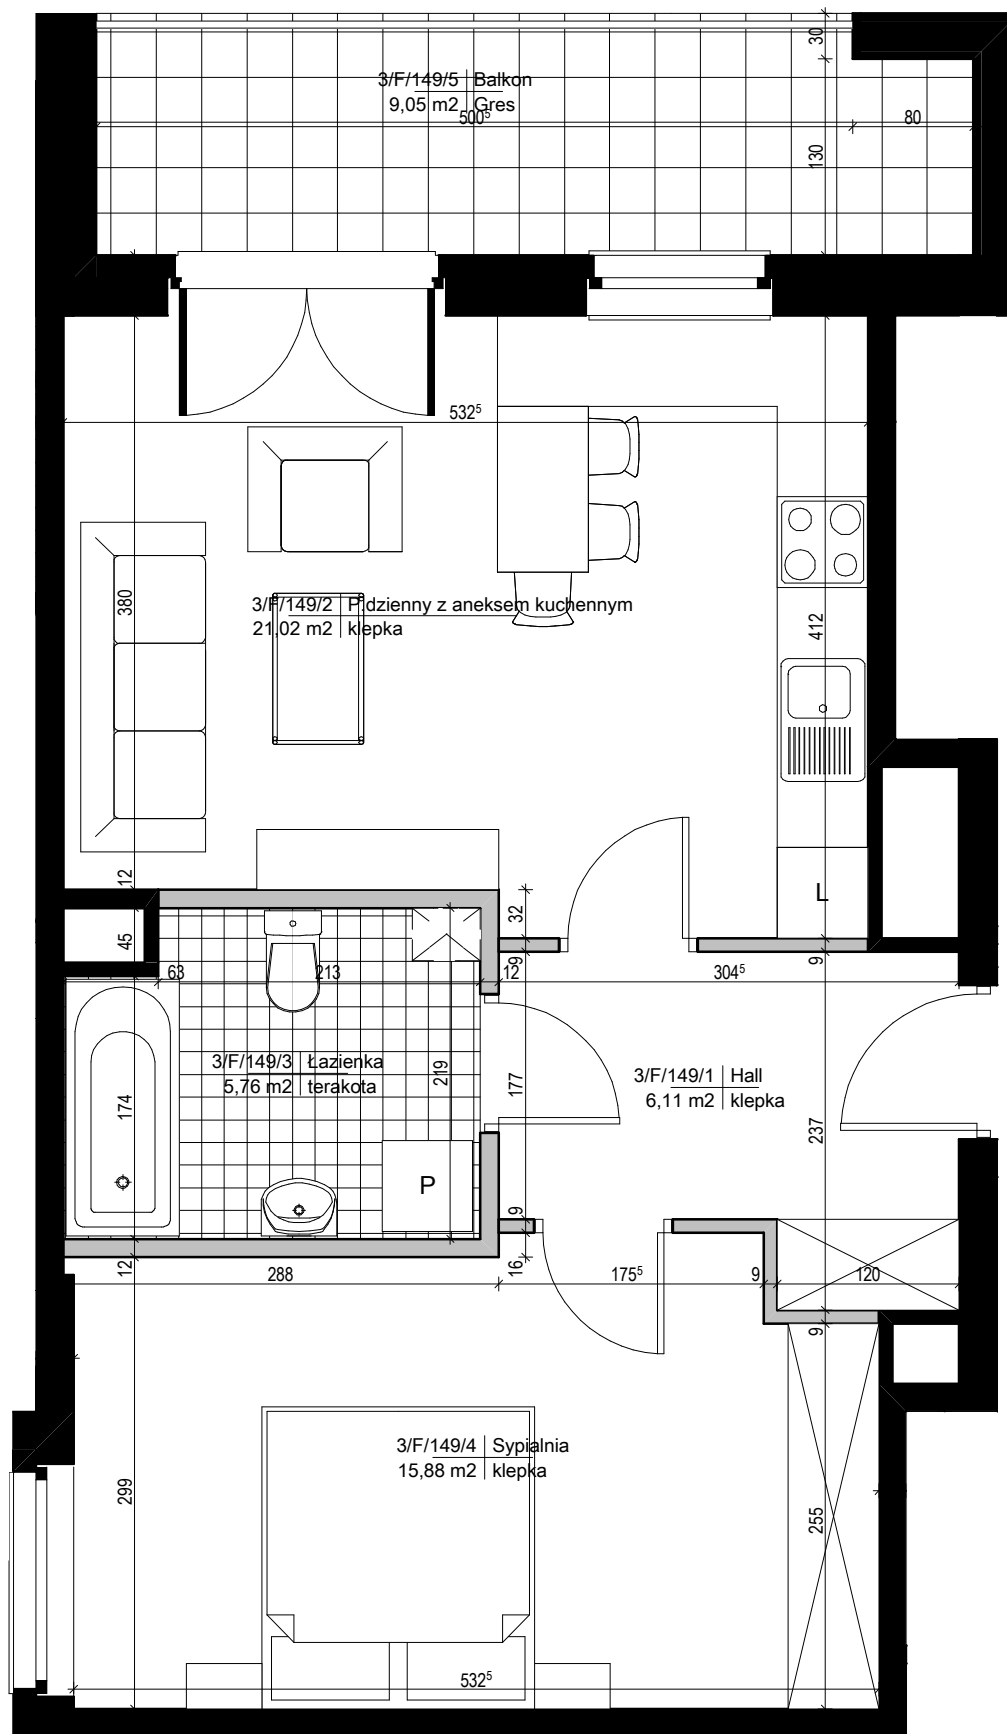 30
3/F/149/5 Balkon
9,05 m2 Gres
500⁵
80
130
532⁵
380
3/F/149/2 P.dzienny z aneksem kuchennym
21,02 m2 klepka
412
12
L
32
45
9
9
63
213
12
304⁵
3/F/149/3 Łazienka
5,76 m2 terakota
219
177
3/F/149/1 Hall
6,11 m2 klepka
174
237
P
9
12
288
16
175⁵
9
120
9
3/F/149/4 Sypialnia
15,88 m2 klepka
299
255
532⁵